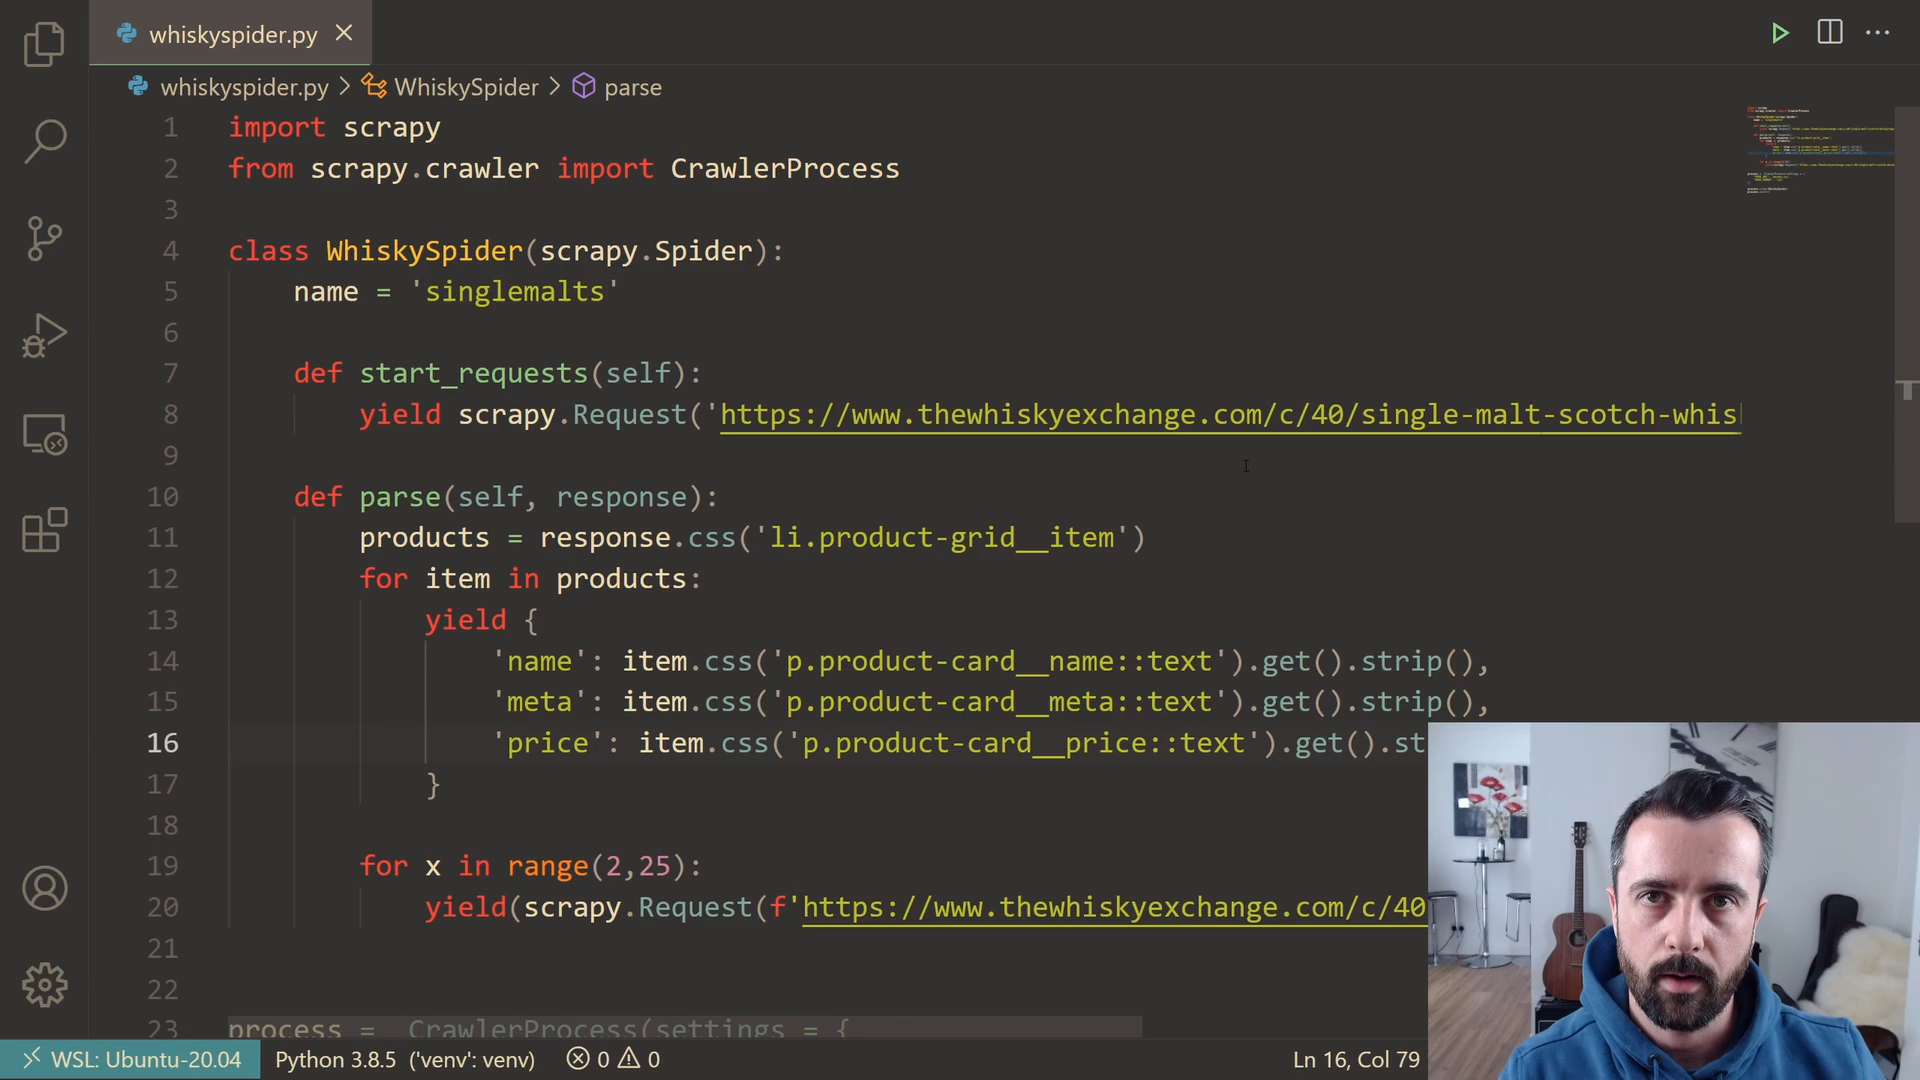 whiskyspider.py
whiskyspider.py > WhiskySpider > parse
1 import scrapy
2 from scrapy.crawler import CrawlerProcess
3
4 class WhiskySpider(scrapy.Spider):
5 name = 'singlemalts'
6
7 def start_requests(self):
8 yield scrapy.Request('https://www.thewhiskyexchange.com/c/40/single-malt-scotch-whis
9
10 def parse(self, response):
11 products = response.css('li.product-grid__item')
12 for item in products:
13 yield {
14 'name': item.css('p.product-card__name::text').get().strip(),
15 'meta': item.css('p.product-card__meta::text').get().strip(),
16 'price': item.css('p.product-card__price::text').get().st
17 }
18
19 for x in range(2,25):
20 yield(scrapy.Request(f'https://www.thewhiskyexchange.com/c/40
21
22
23 process = CrawlerProcess(settings = {
WSL: Ubuntu-20.04 Python 3.8.5 ('venv': venv) 0 0 Ln 16, Col 79